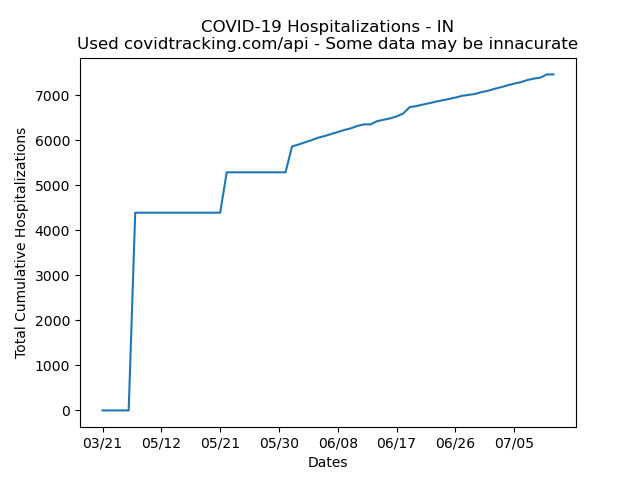 COVID-19 Hospitalizations - IN
Used covidtracking.com/api - Some data may be innacurate
Total Cumulative Hospitalizations
7000
6000
5000
4000
3000
2000
1000
0
03/21 05/12 05/21 05/30 06/08 06/17 06/26 07/05
Dates